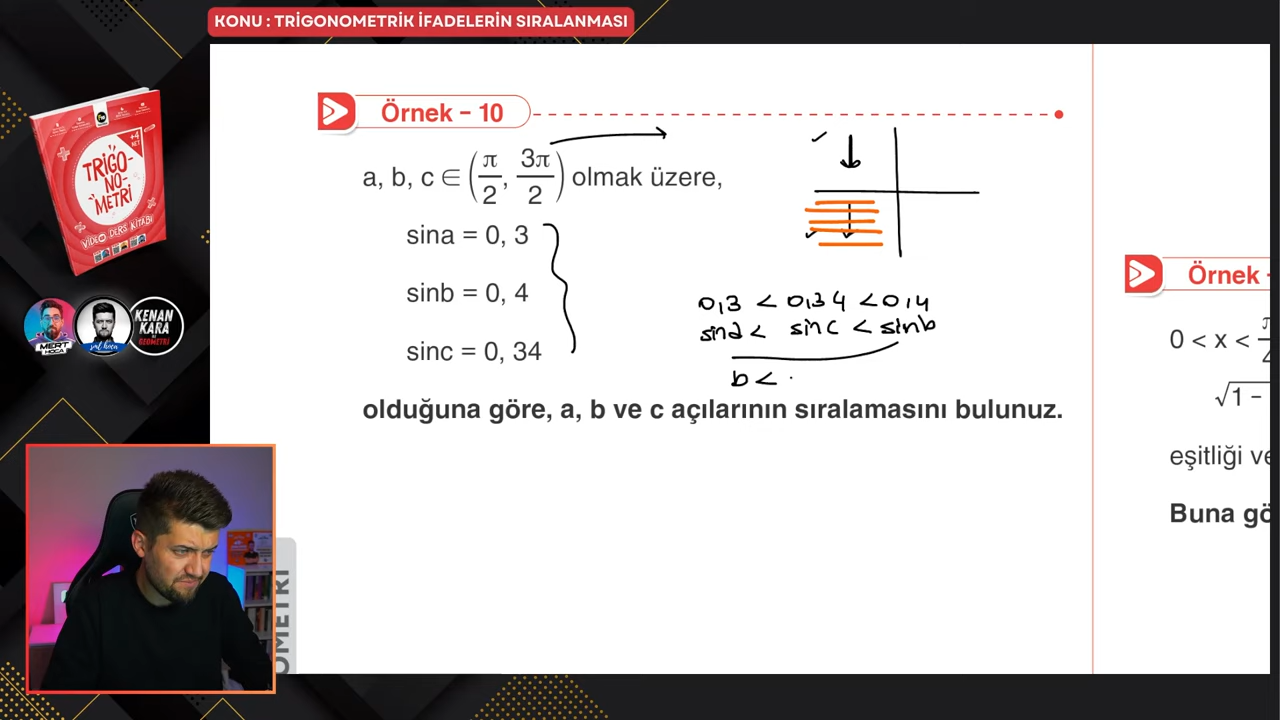 KONU : TRİGONOMETRİK İFADELERİN SIRALANMASI
+4 NET
TRİGO-
NO-
METRİ
VİDEO DERS KİTABI
MERT HOCA
KENAN
KARA
GEOMETRİ
Örnek – 10
a, b, c ∈ (π/2, 3π/2) olmak üzere,
sina = 0, 3
sinb = 0, 4
sinc = 0, 34
0,3 < 0,34 < 0,4
sina < sinc < sinb
b < .
olduğuna göre, a, b ve c açılarının sıralamasını bulunuz.
Örnek -
0 < x <
√1 –
eşitliği ve
Buna gö
OMETRİ